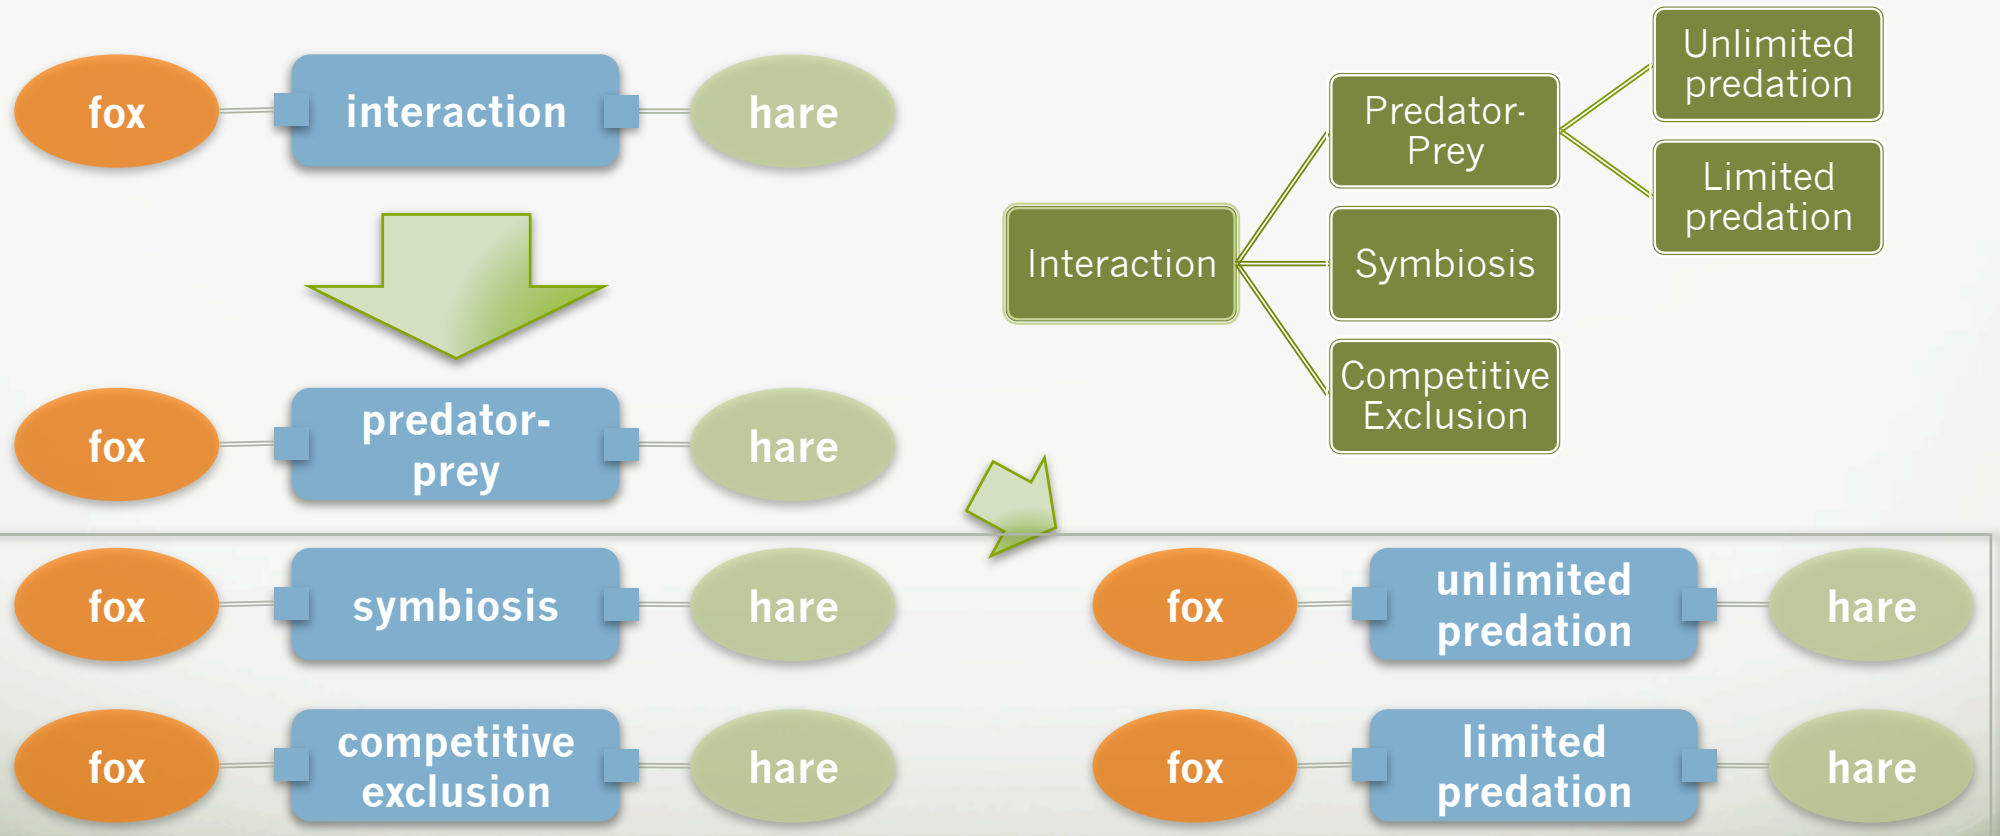 fox
interaction
hare
Unlimited
predation
Predator-
Prey
Limited
predation
Interaction
Symbiosis
Competitive
Exclusion
fox
predator-
prey
hare
fox
symbiosis
hare
fox
unlimited
predation
hare
fox
competitive
exclusion
hare
fox
limited
predation
hare